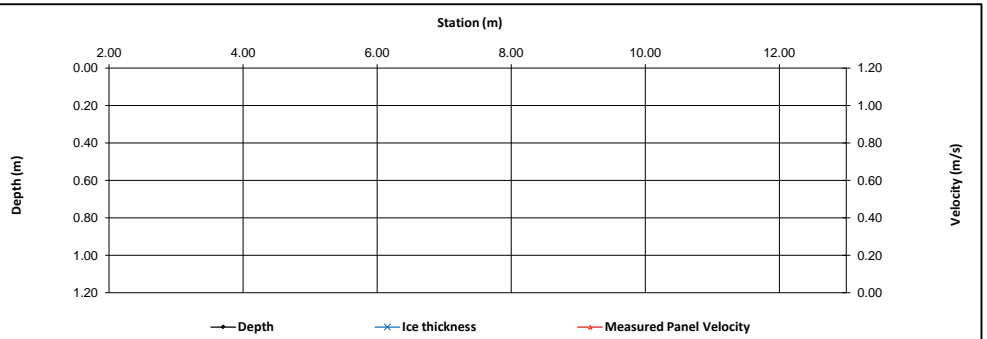 Station (m)
2.00 4.00 6.00 8.00 10.00 12.00
0.00 1.20
0.20 1.00
0.40 0.80
0.60 0.60
0.80 0.40
1.00 0.20
1.20 0.00
Depth (m)
Velocity (m/s)
Depth Ice thickness Measured Panel Velocity